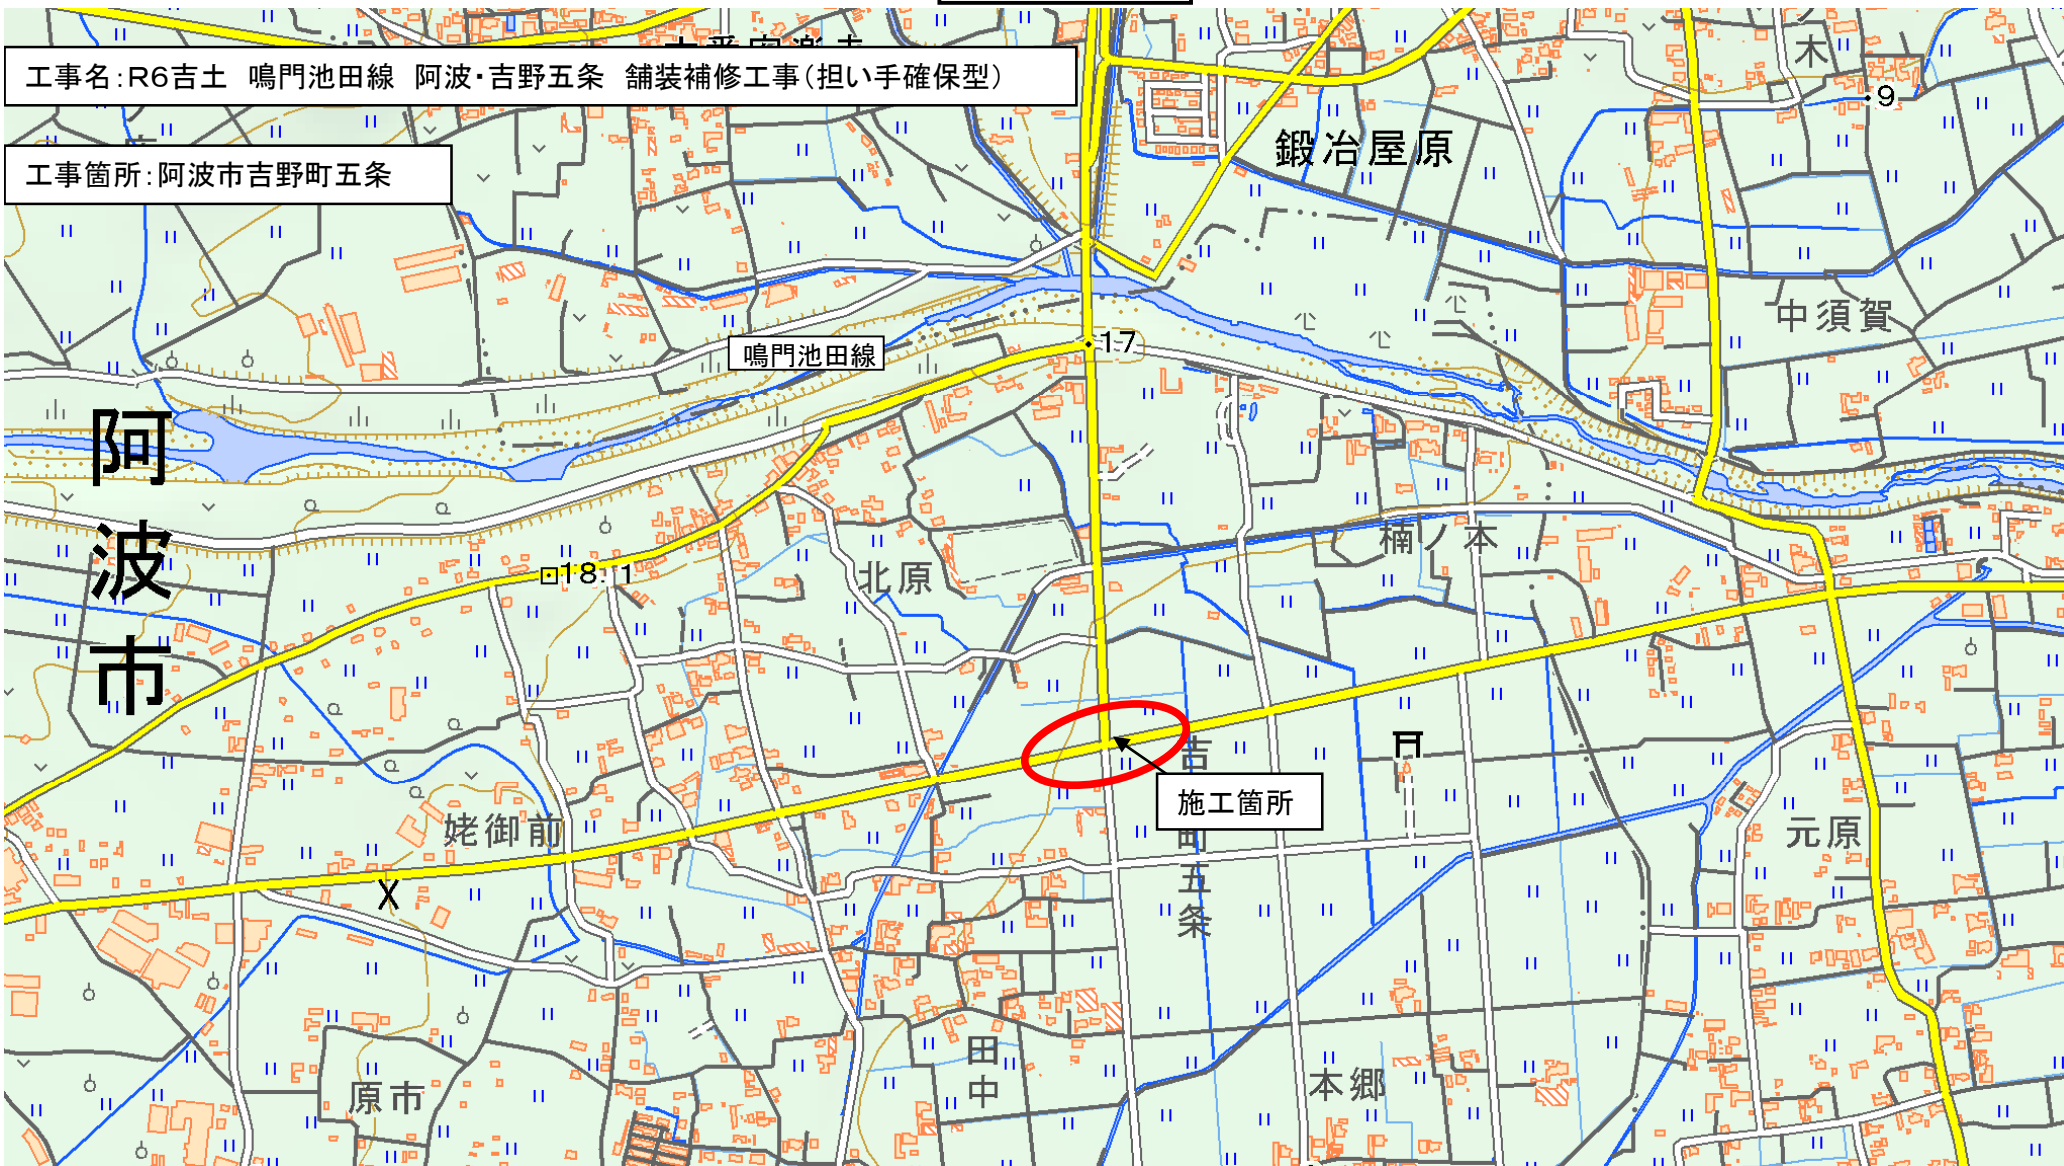 工事名：R6吉土　鳴門池田線　阿波・吉野五条　舗装補修工事（担い手確保型）
工事箇所：阿波市吉野町五条
木
9
鍛冶屋原
中須賀
鳴門池田線
17
阿波市
楠ノ本
18.1
北原
施工箇所
町五条
姥御前
元原
田中
本郷
原市